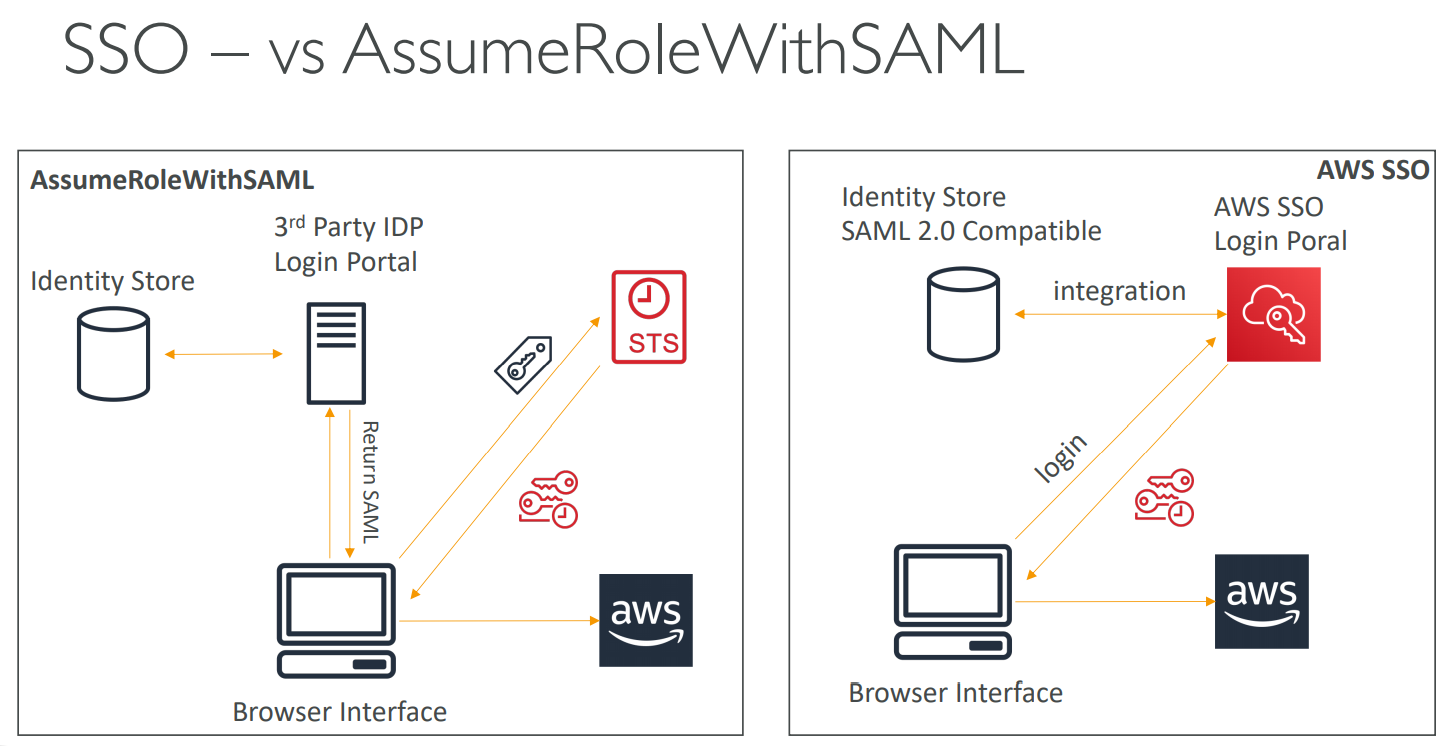 SSO – vs AssumeRoleWithSAML
AssumeRoleWithSAML
3rd Party IDP
Login Portal
Identity Store
STS
Return SAML
aws
Browser Interface
AWS SSO
Identity Store
SAML 2.0 Compatible
AWS SSO
Login Poral
integration
login
aws
Browser Interface